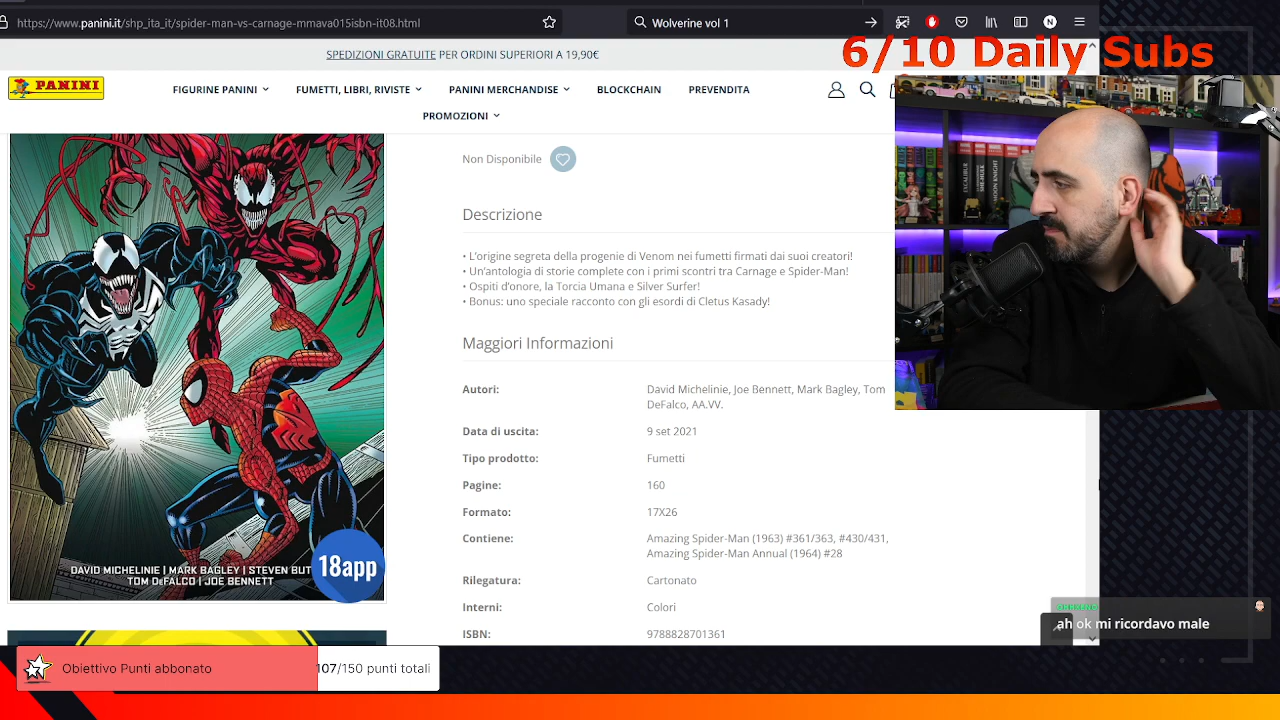 https://www.panini.it/shp_ita_it/spider-man-vs-carnage-mmava015isbn-it08.html
Wolverine vol 1
N
SPEDIZIONI GRATUITE PER ORDINI SUPERIORI A 19,90€
6/10 Daily Subs
PANINI
FIGURINE PANINI
FUMETTI, LIBRI, RIVISTE
PANINI MERCHANDISE
BLOCKCHAIN
PREVENDITA
PROMOZIONI
Non Disponibile
EXCALIBUR
SHE-HULK
MOON KNIGHT
Descrizione
• L'origine segreta della progenie di Venom nei fumetti firmati dai suoi creatori!
• Un'antologia di storie complete con i primi scontri tra Carnage e Spider-Man!
• Ospiti d'onore, la Torcia Umana e Silver Surfer!
• Bonus: uno speciale racconto con gli esordi di Cletus Kasady!
Maggiori Informazioni
Autori: David Michelinie, Joe Bennett, Mark Bagley, Tom
DeFalco, AA.VV.
Data di uscita: 9 set 2021
Tipo prodotto: Fumetti
Pagine: 160
Formato: 17X26
Contiene: Amazing Spider-Man (1963) #361/363, #430/431,
Amazing Spider-Man Annual (1964) #28
Rilegatura: Cartonato
Interni: Colori
ISBN: 9788828701361
DAVID MICHELINIE | MARK BAGLEY | STEVEN BUT
TOM DeFALCO | JOE BENNETT
18app
ah ok mi ricordavo male
Obiettivo Punti abbonato
107/150 punti totali